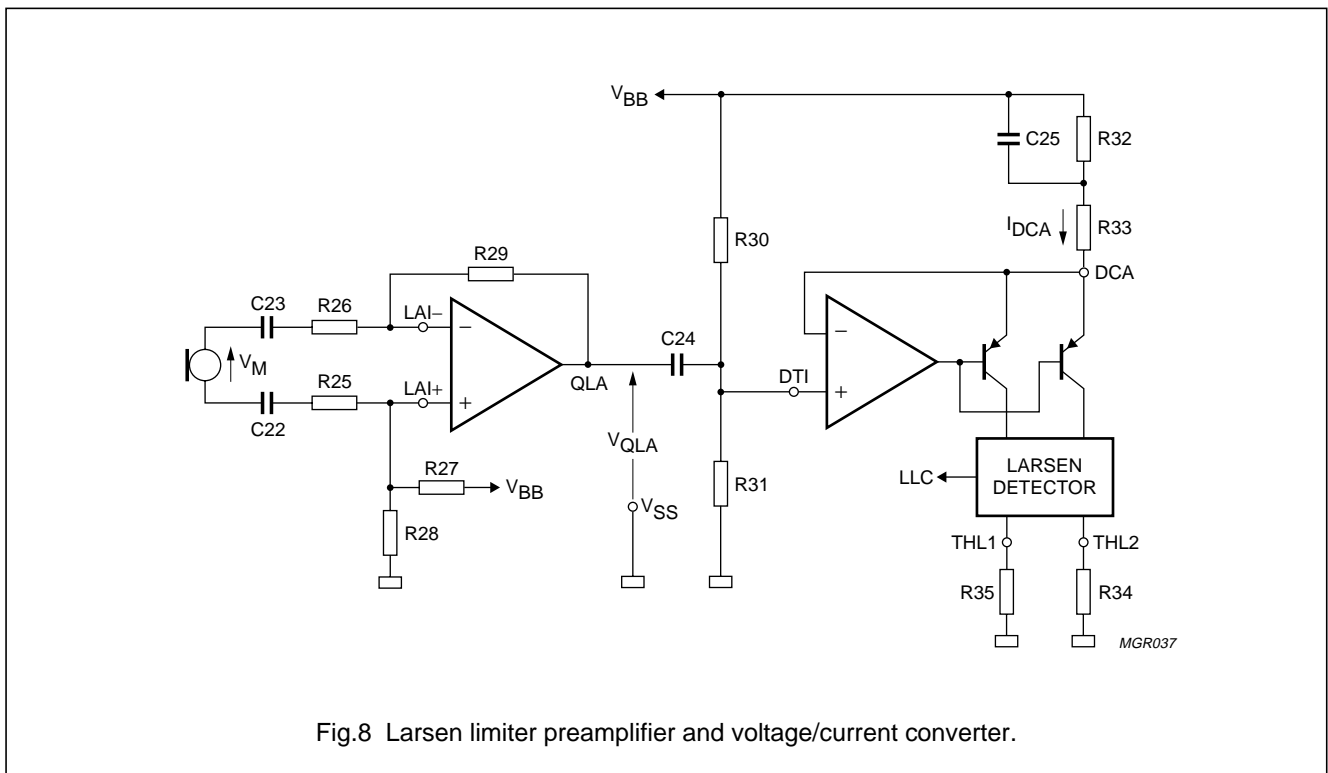 VBB
C25
R32
IDCA
R33
R30
DCA
R29
C23
R26
LAI−
−
−
C24
VM
DTI
R25
LAI+
+
QLA
+
C22
VQLA
R27
VBB
LLC
LARSEN
DETECTOR
R31
VSS
R28
THL1
THL2
R35
R34
MGR037
Fig.8 Larsen limiter preamplifier and voltage/current converter.